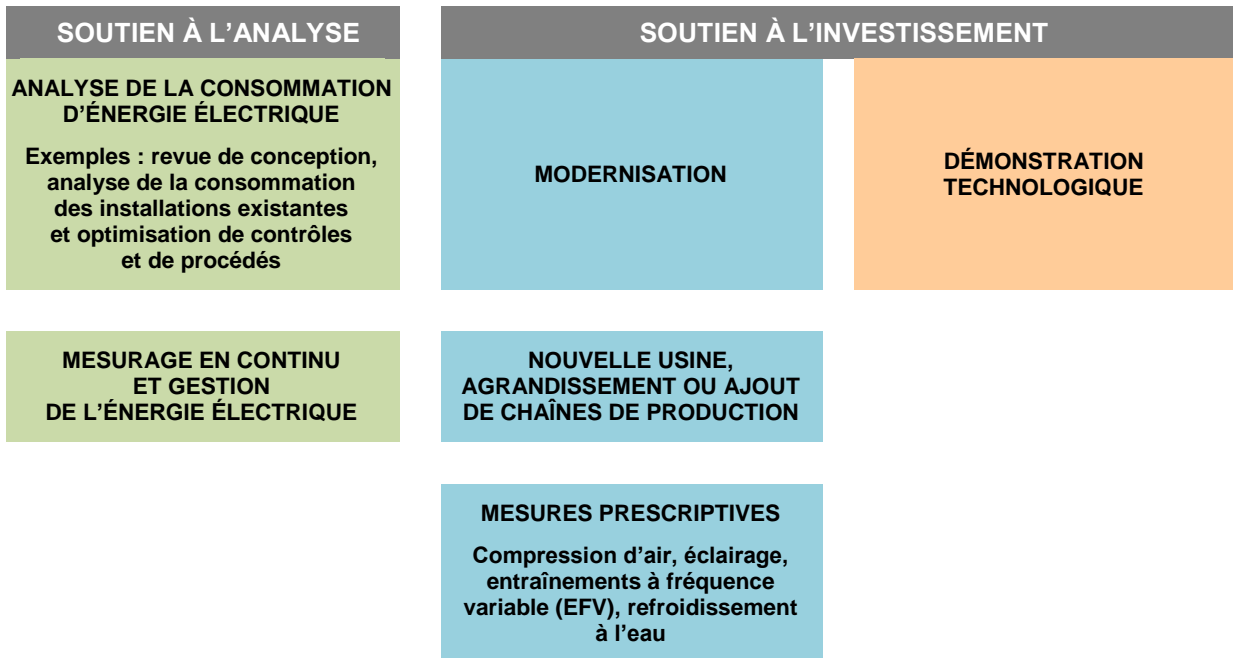 SOUTIEN À L’ANALYSE
ANALYSE DE LA CONSOMMATION
D’ÉNERGIE ÉLECTRIQUE
Exemples : revue de conception,
analyse de la consommation
des installations existantes
et optimisation de contrôles
et de procédés
MESURAGE EN CONTINU
ET GESTION
DE L’ÉNERGIE ÉLECTRIQUE
SOUTIEN À L’INVESTISSEMENT
MODERNISATION
NOUVELLE USINE,
AGRANDISSEMENT OU AJOUT
DE CHAÎNES DE PRODUCTION
MESURES PRESCRIPTIVES
Compression d’air, éclairage,
entraînements à fréquence
variable (EFV), refroidissement
à l’eau
DÉMONSTRATION
TECHNOLOGIQUE